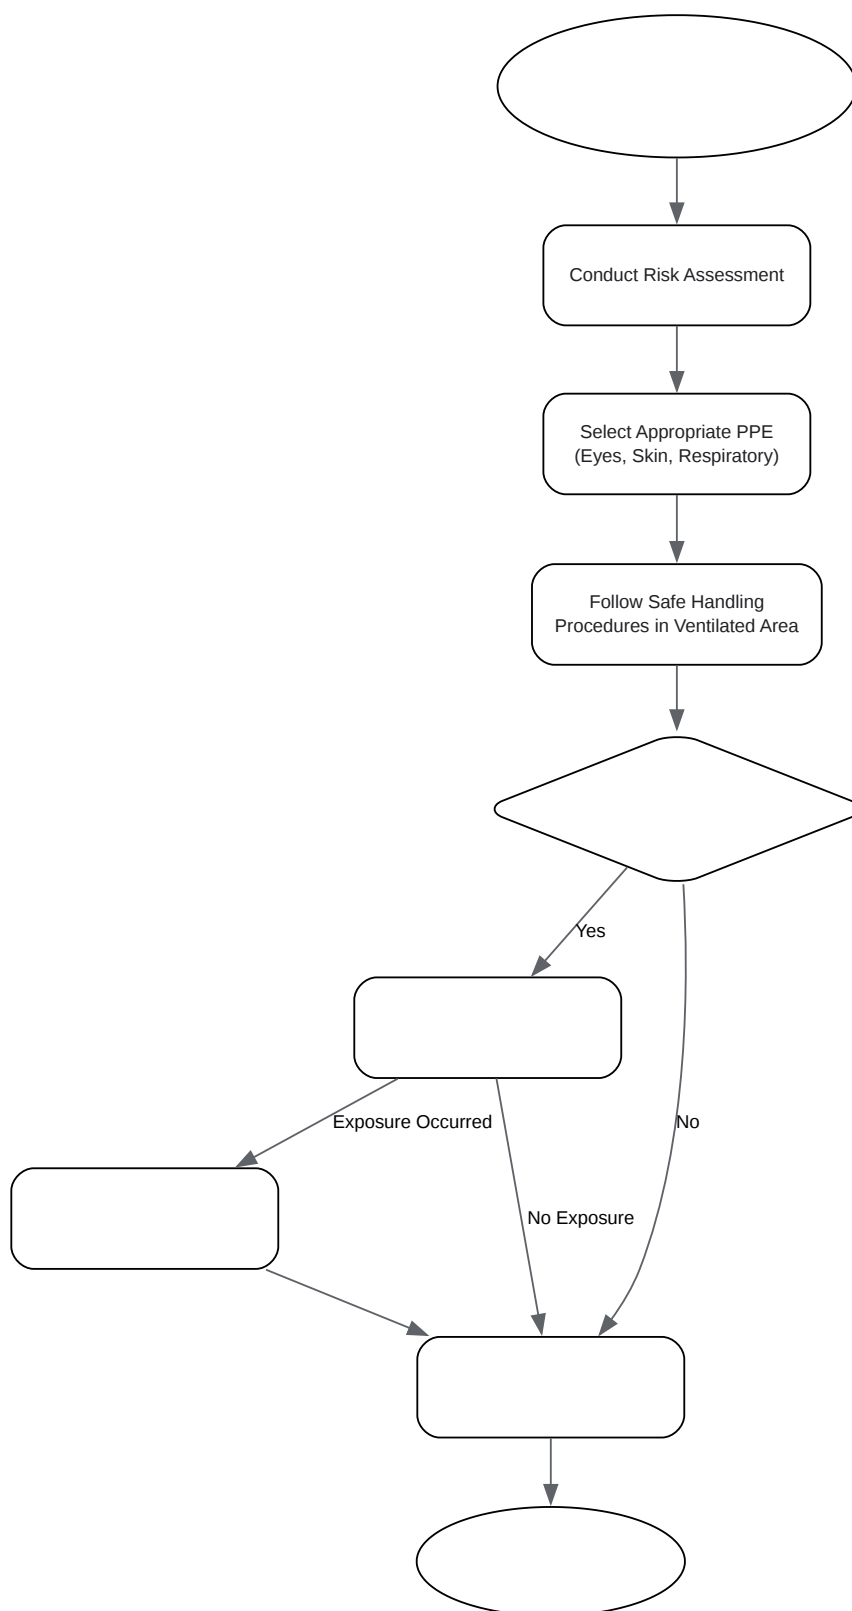 Conduct Risk Assessment
Select Appropriate PPE
(Eyes, Skin, Respiratory)
Follow Safe Handling
Procedures in Ventilated Area
Yes
Exposure Occurred
No
No Exposure